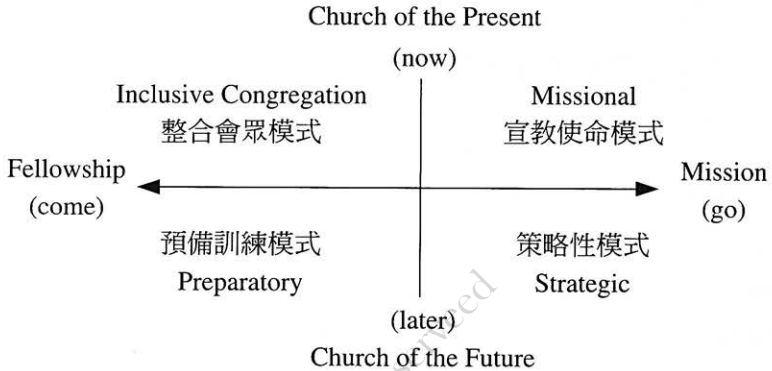 Church of the Present
(now)
Inclusive Congregation
整合會眾模式
Missional
宣教使命模式
Fellowship
(come)
Mission
(go)
預備訓練模式
Preparatory
策略性模式
Strategic
(later)
Church of the Future